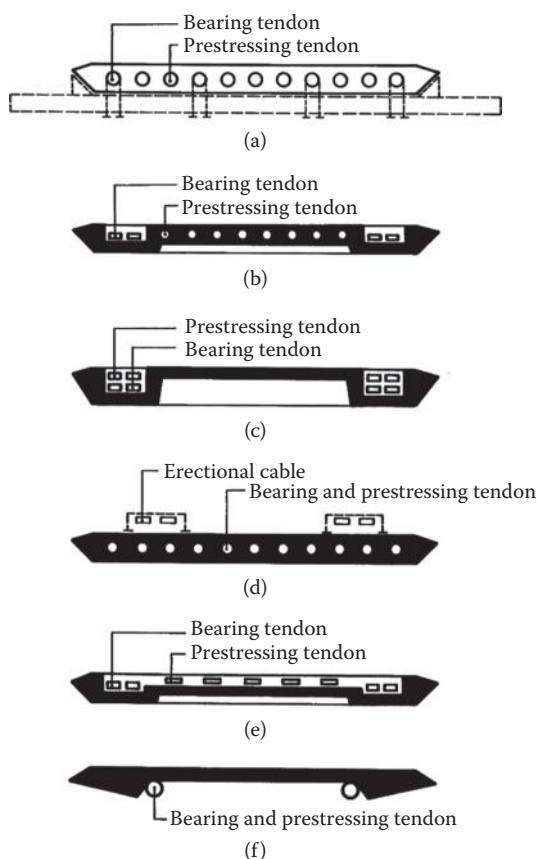 Bearing tendon
Prestressing tendon
(a)
Bearing tendon
Prestressing tendon
(b)
Prestressing tendon
Bearing tendon
(c)
Erectional cable
Bearing and prestressing tendon
(d)
Bearing tendon
Prestressing tendon
(e)
Bearing and prestressing tendon
(f)